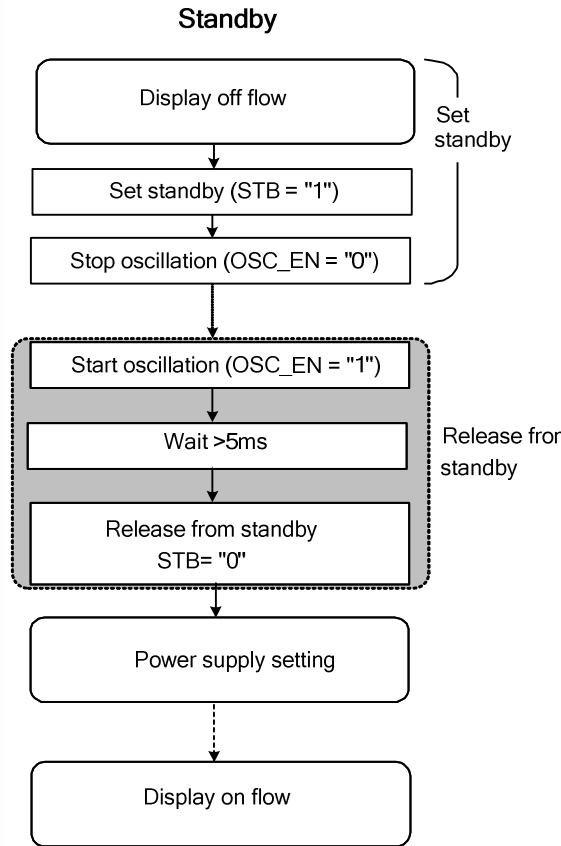 Standby
Display off flow
Set
standby
Set standby (STB = "1")
Stop oscillation (OSC_EN = "0")
Start oscillation (OSC_EN = "1")
Wait >5ms
Release from
standby
Release from standby
STB= "0"
Power supply setting
Display on flow